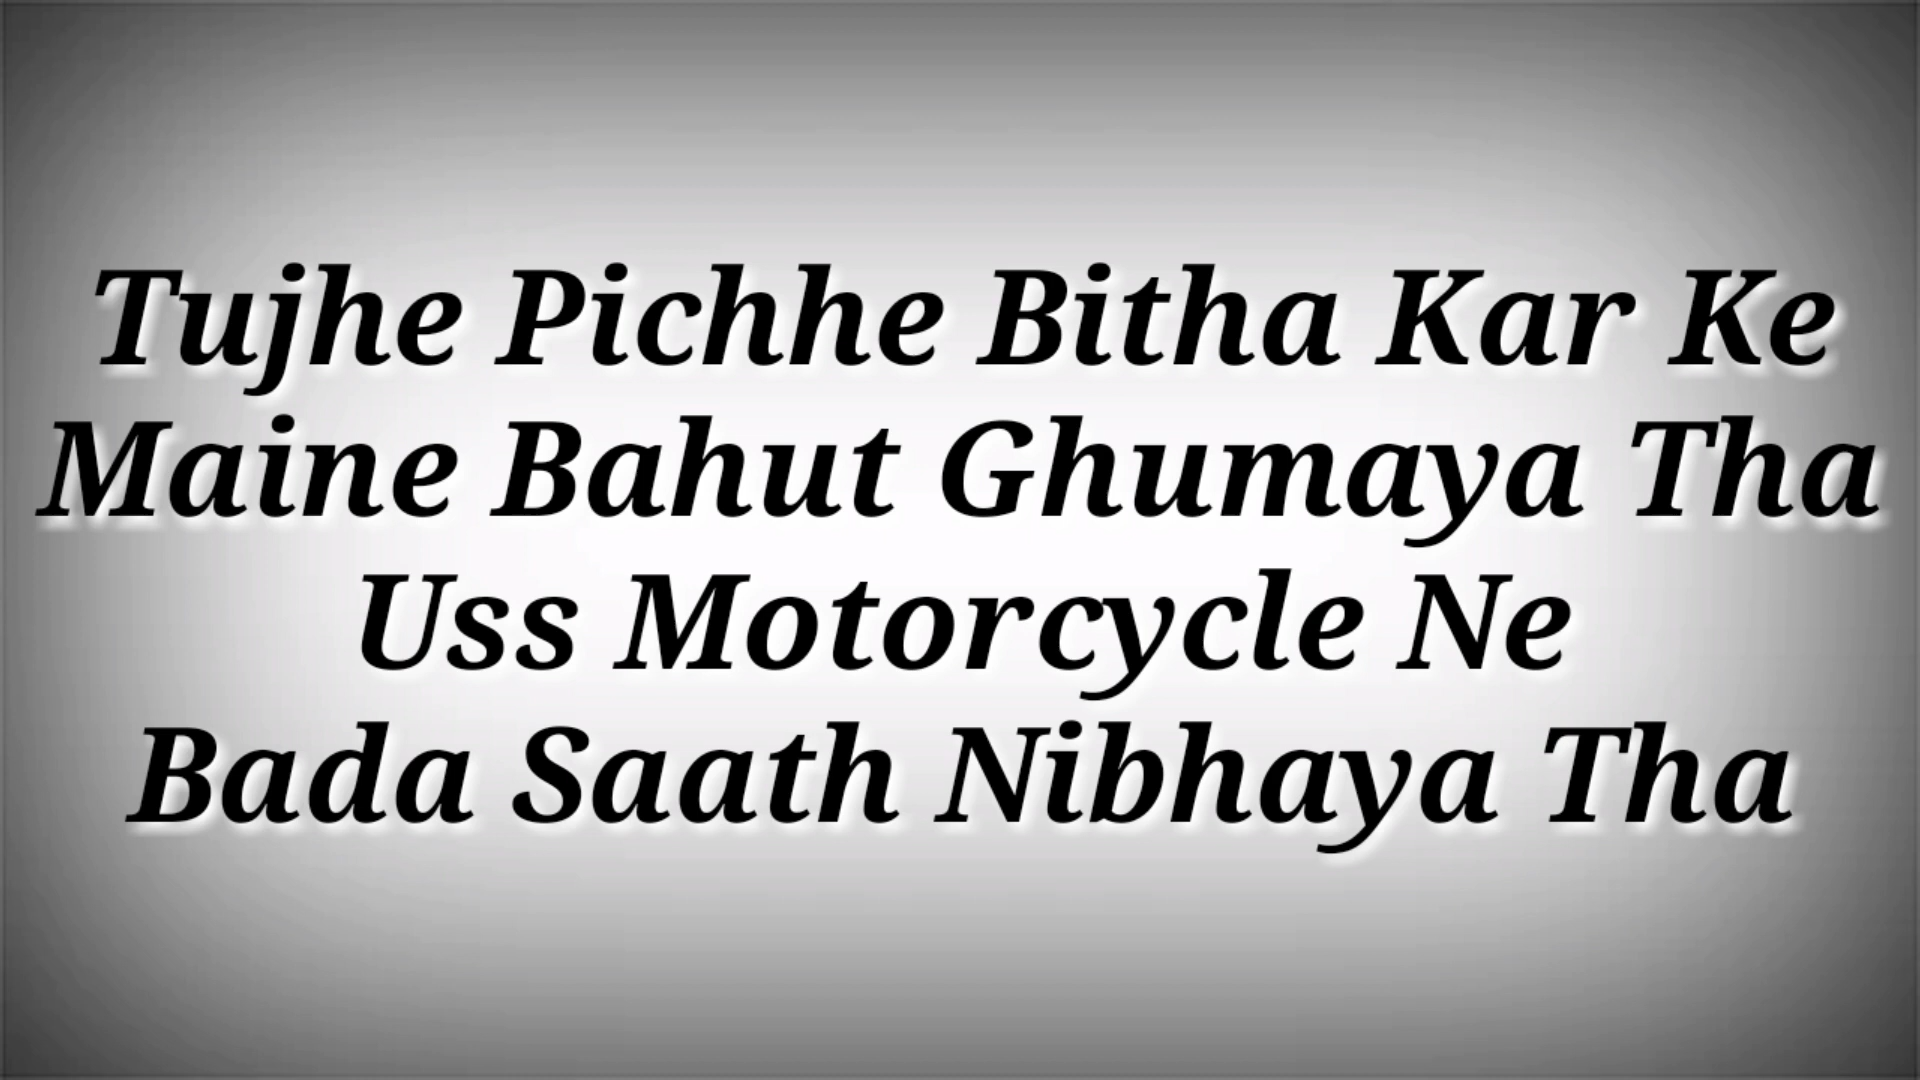 Tujhe Pichhe Bitha Kar Ke
Maine Bahut Ghumaya Tha
Uss Motorcycle Ne
Bada Saath Nibhaya Tha